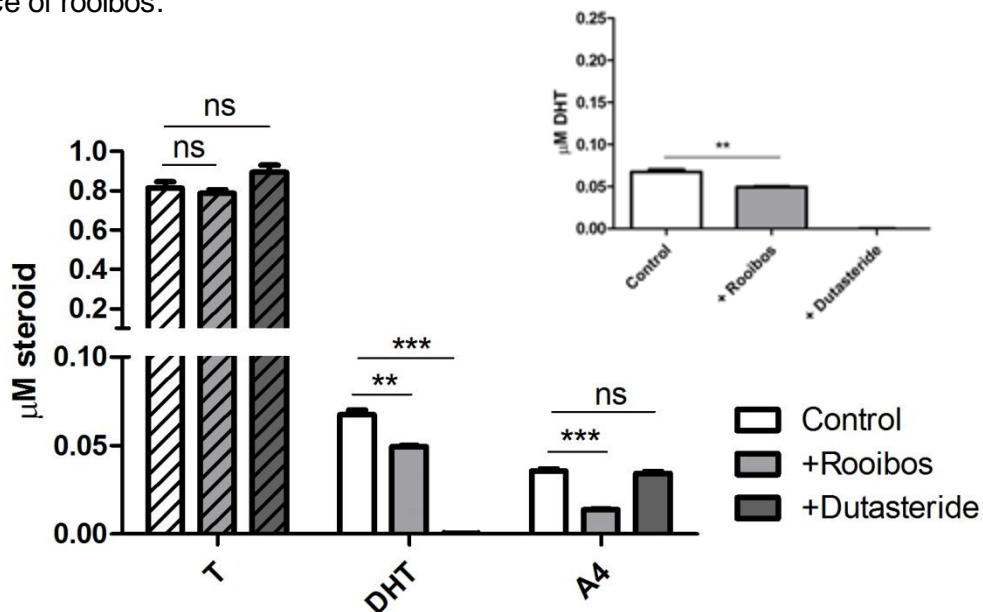 ce of rooibos.
0.25
0.20
0.15
0.10
0.05
0.00
µM DHT
**
Control
+ Rooibos
+ Dutasteride
ns
ns
1.0
0.8
0.6
0.4
0.2
0.10
0.05
0.00
µM steroid
***
**
ns
***
T
DHT
A4
Control
+Rooibos
+Dutasteride